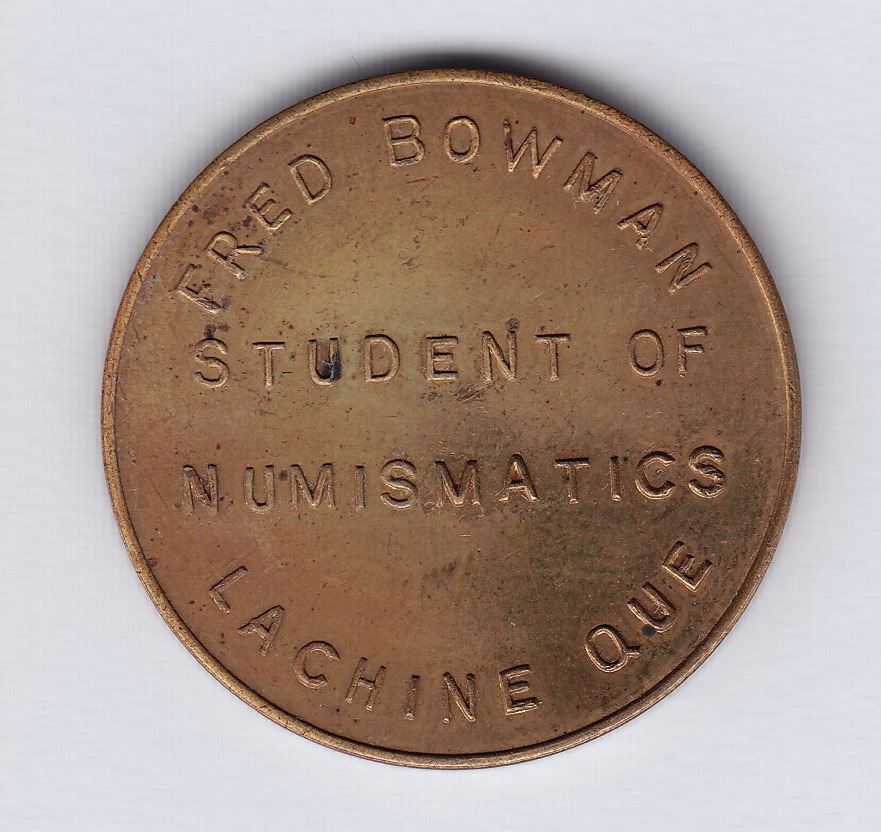 FRED BOWMAN
STUDENT OF
NUMISMATICS
LACHINE QUE